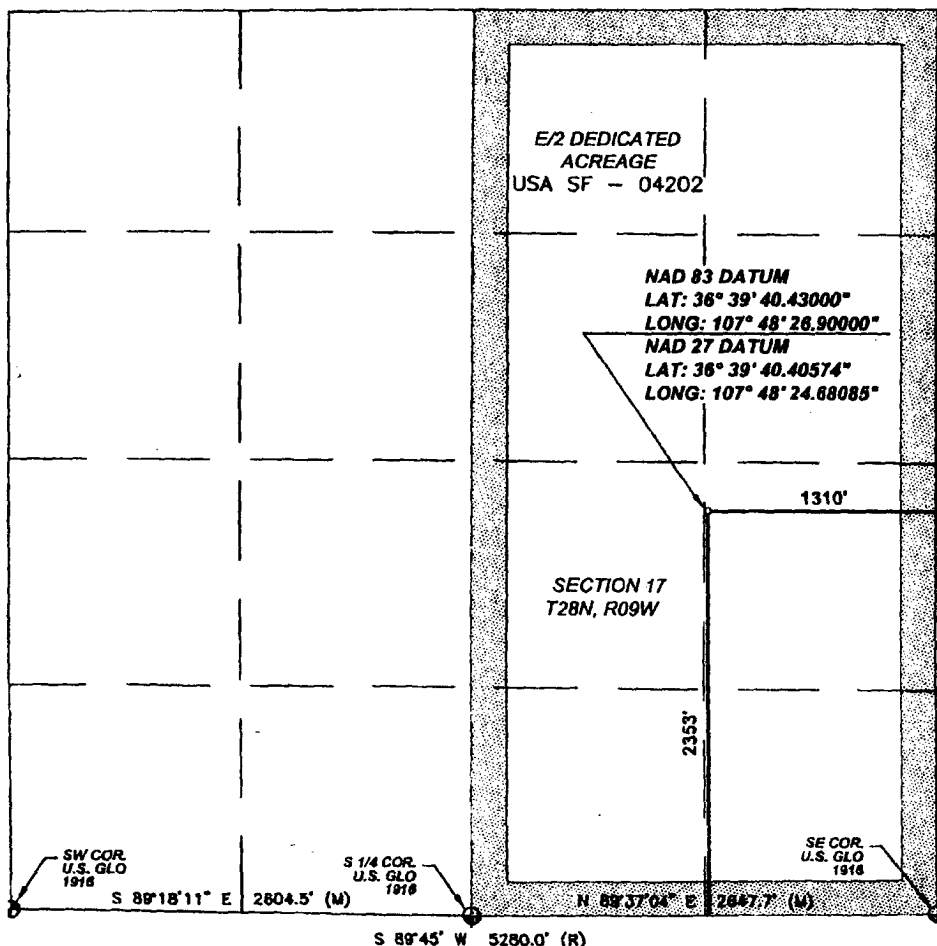 E/2 DEDICATED
ACREAGE
USA SF - 04202
NAD 83 DATUM
LAT: 36° 39' 40.43000"
LONG: 107° 48' 26.90000"
NAD 27 DATUM
LAT: 36° 39' 40.40574"
LONG: 107° 48' 24.68085"
1310'
SECTION 17
T28N, R09W
2353'
SW COR.
U.S. GLO
1916
S 1/4 COR.
U.S. GLO
1916
SE COR.
U.S. GLO
1916
S 89°18'11" E 2604.5' (M)
N 89°37'04" E 2647.7' (M)
S 89°45' W 5280.0' (R)